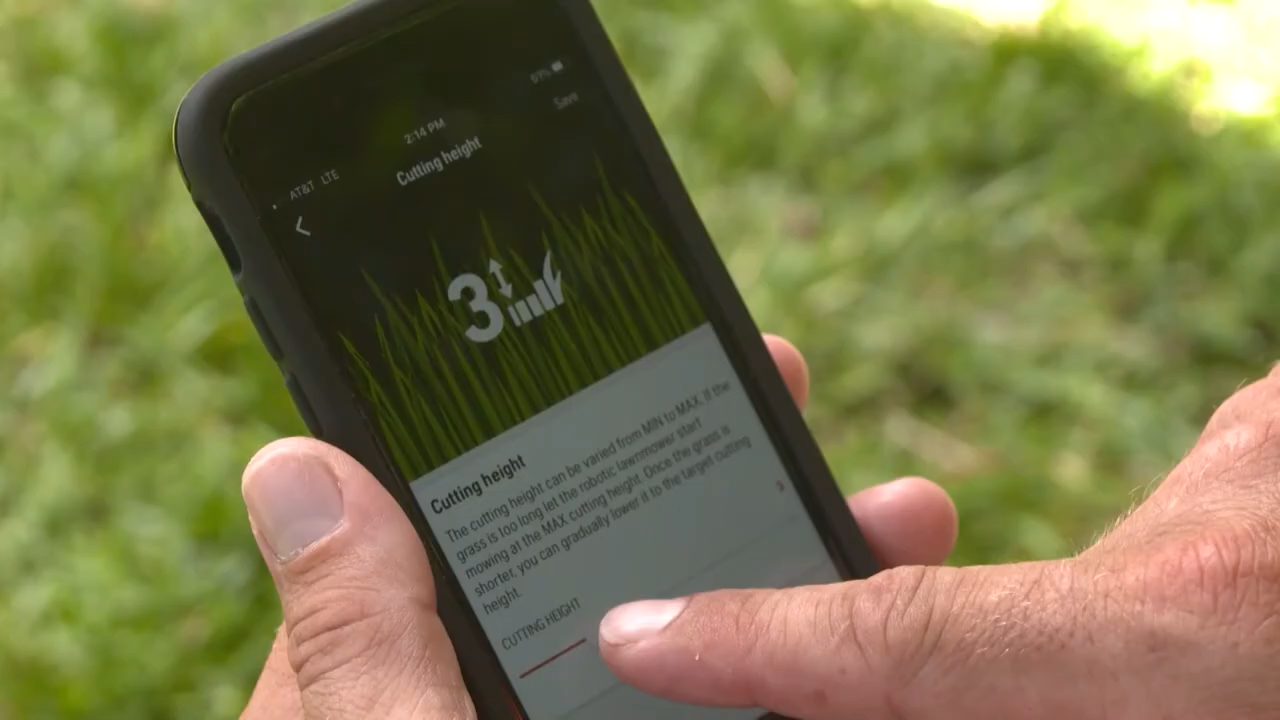 AT&T LTE 2:14 PM 61%
Cutting height Save
3
Cutting height
The cutting height can be varied from MIN to MAX. If the
grass is too long let the robotic lawnmower start
mowing at the MAX cutting height. Once the grass is
shorter, you can gradually lower it to the target cutting
height.
CUTTING HEIGHT
3